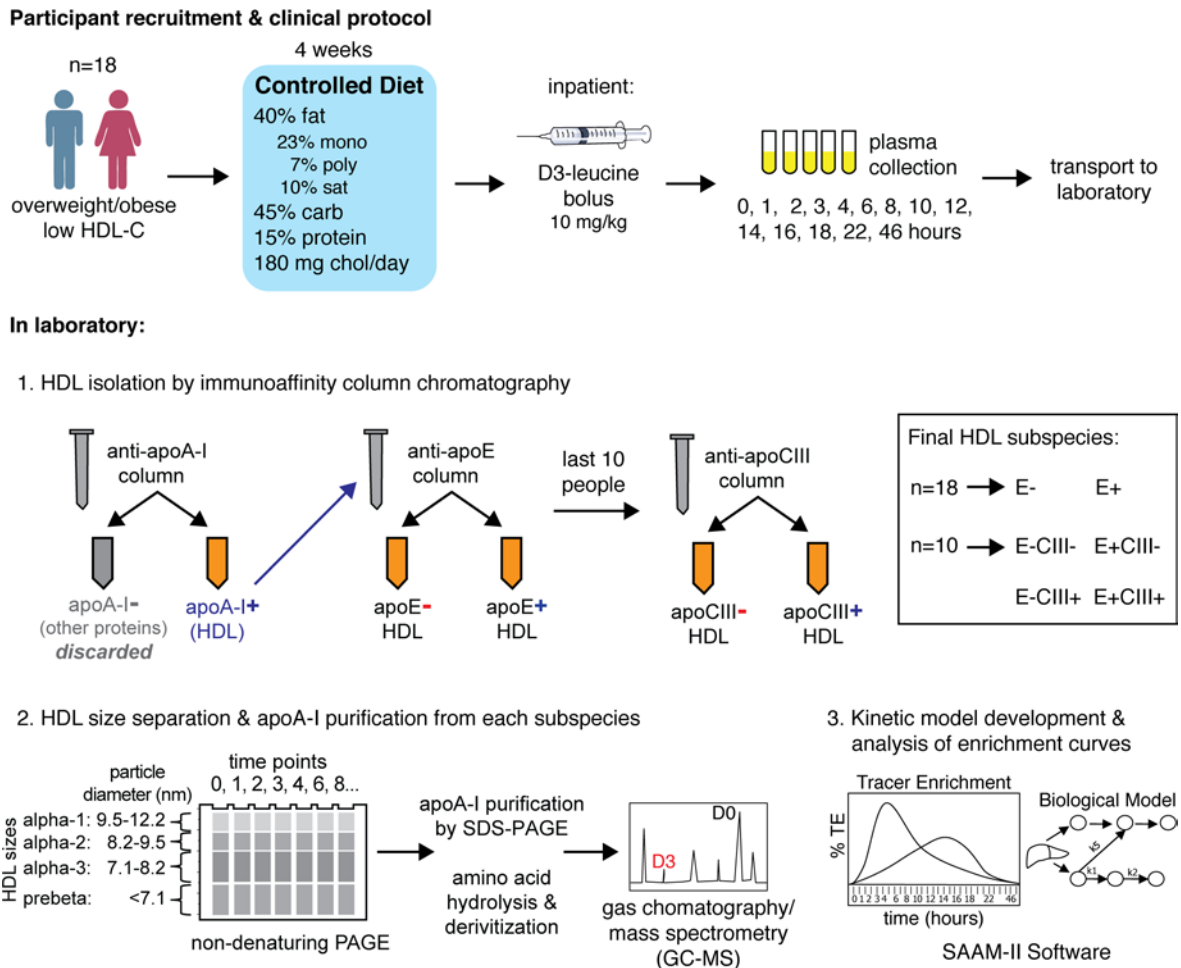 Participant recruitment & clinical protocol
n=18
overweight/obese
low HDL-C
4 weeks
Controlled Diet
40% fat
23% mono
7% poly
10% sat
45% carb
15% protein
180 mg chol/day
inpatient:
D3-leucine
bolus
10 mg/kg
plasma
collection
0, 1, 2, 3, 4, 6, 8, 10, 12,
14, 16, 18, 22, 46 hours
transport to
laboratory
In laboratory:
1. HDL isolation by immunoaffinity column chromatography
anti-apoA-I
column
apoA-I-
(other proteins)
discarded
apoA-I+
(HDL)
anti-apoE
column
apoE-
HDL
apoE+
HDL
last 10
people
anti-apoCIII
column
apoCIII-
HDL
apoCIII+
HDL
Final HDL subspecies:
n=18 E- E+
n=10 E-CIII- E+CIII-
E-CIII+ E+CIII+
2. HDL size separation & apoA-I purification from each subspecies
particle
diameter (nm)
time points
0, 1, 2, 3, 4, 6, 8...
HDL sizes
alpha-1: 9.5-12.2
alpha-2: 8.2-9.5
alpha-3: 7.1-8.2
prebeta: <7.1
non-denaturing PAGE
apoA-I purification
by SDS-PAGE
amino acid
hydrolysis &
derivitization
D3
D0
gas chomatography/
mass spectrometry
(GC-MS)
3. Kinetic model development &
analysis of enrichment curves
Tracer Enrichment
% TE
0 1 2 3 4 6 8 10 12 14 16 18 22 46
time (hours)
Biological Model
k5
k1
k2
SAAM-II Software